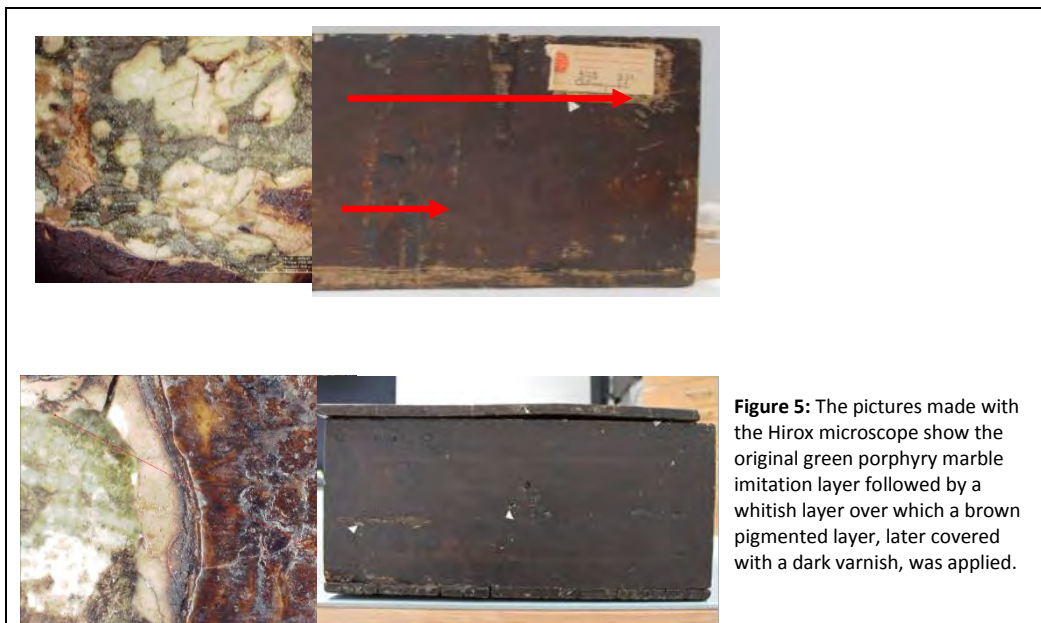 Figure 5: The pictures made with
the Hirox microscope show the
original green porphyry marble
imitation layer followed by a
whitish layer over which a brown
pigmented layer, later covered
with a dark varnish, was applied.